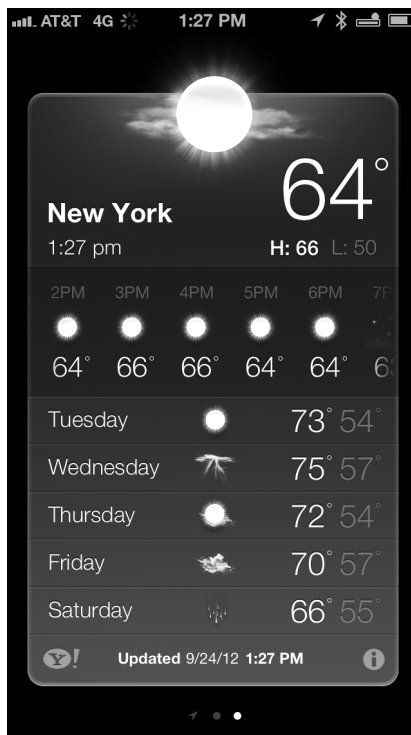 AT&T 4G 1:27 PM
64°
New York
1:27 pm H: 66 L: 50
2PM 3PM 4PM 5PM 6PM
64° 66° 66° 64° 64°
Tuesday 73° 54°
Wednesday 75° 57°
Thursday 72° 54°
Friday 70° 57°
Saturday 66° 55°
Y! Updated 9/24/12 1:27 PM i